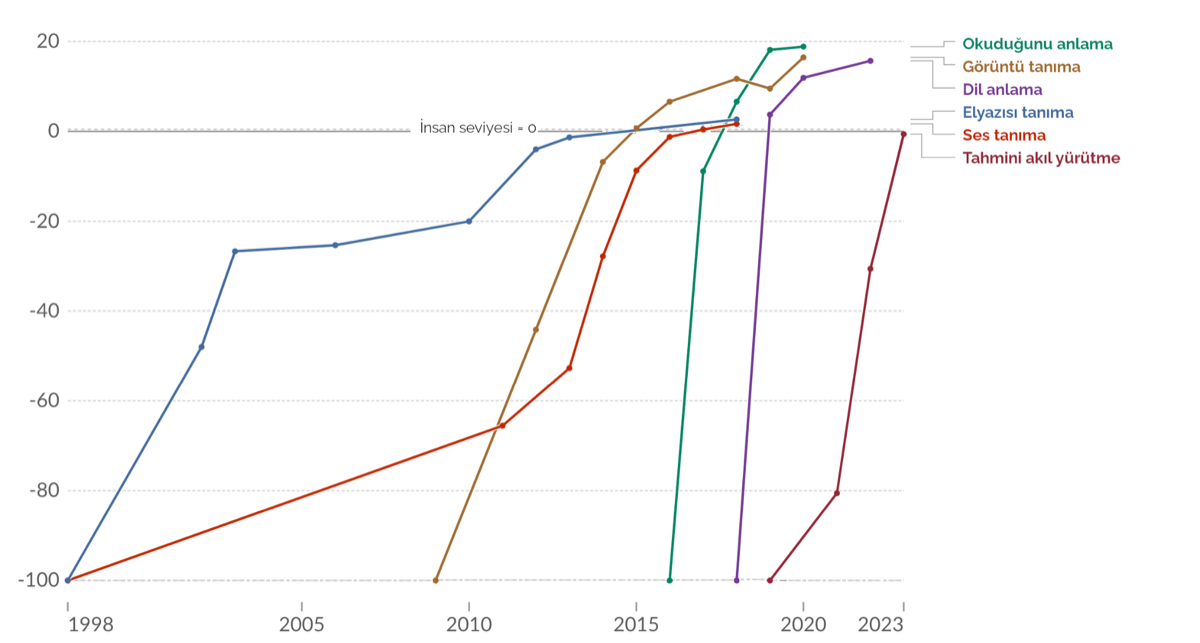 20
Okuduğunu anlama
Görüntü tanıma
Dil anlama
Elyazısı tanıma
0
İnsan seviyesi = 0
Ses tanıma
Tahmini akıl yürütme
-20
-40
-60
-80
-100
1998
2005
2010
2015
2020
2023